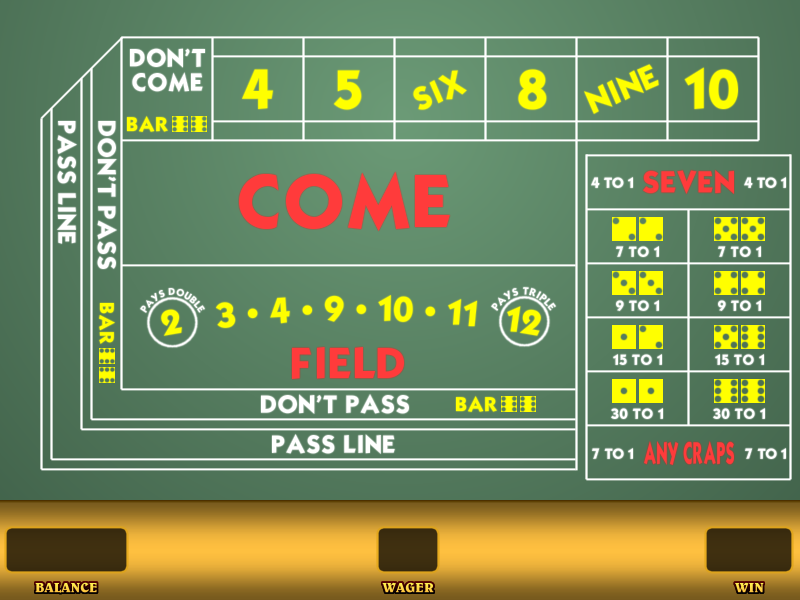 DON'T
COME
BAR
4 5 SIX 8 NINE 10
PASS LINE
DON'T PASS
BAR
COME
4 TO 1 SEVEN 4 TO 1
7 TO 1 7 TO 1
9 TO 1 9 TO 1
15 TO 1 15 TO 1
30 TO 1 30 TO 1
7 TO 1 ANY CRAPS 7 TO 1
PAYS DOUBLE
2
3 • 4 • 9 • 10 • 11
PAYS TRIPLE
12
FIELD
DON'T PASS BAR
PASS LINE
BALANCE WAGER WIN